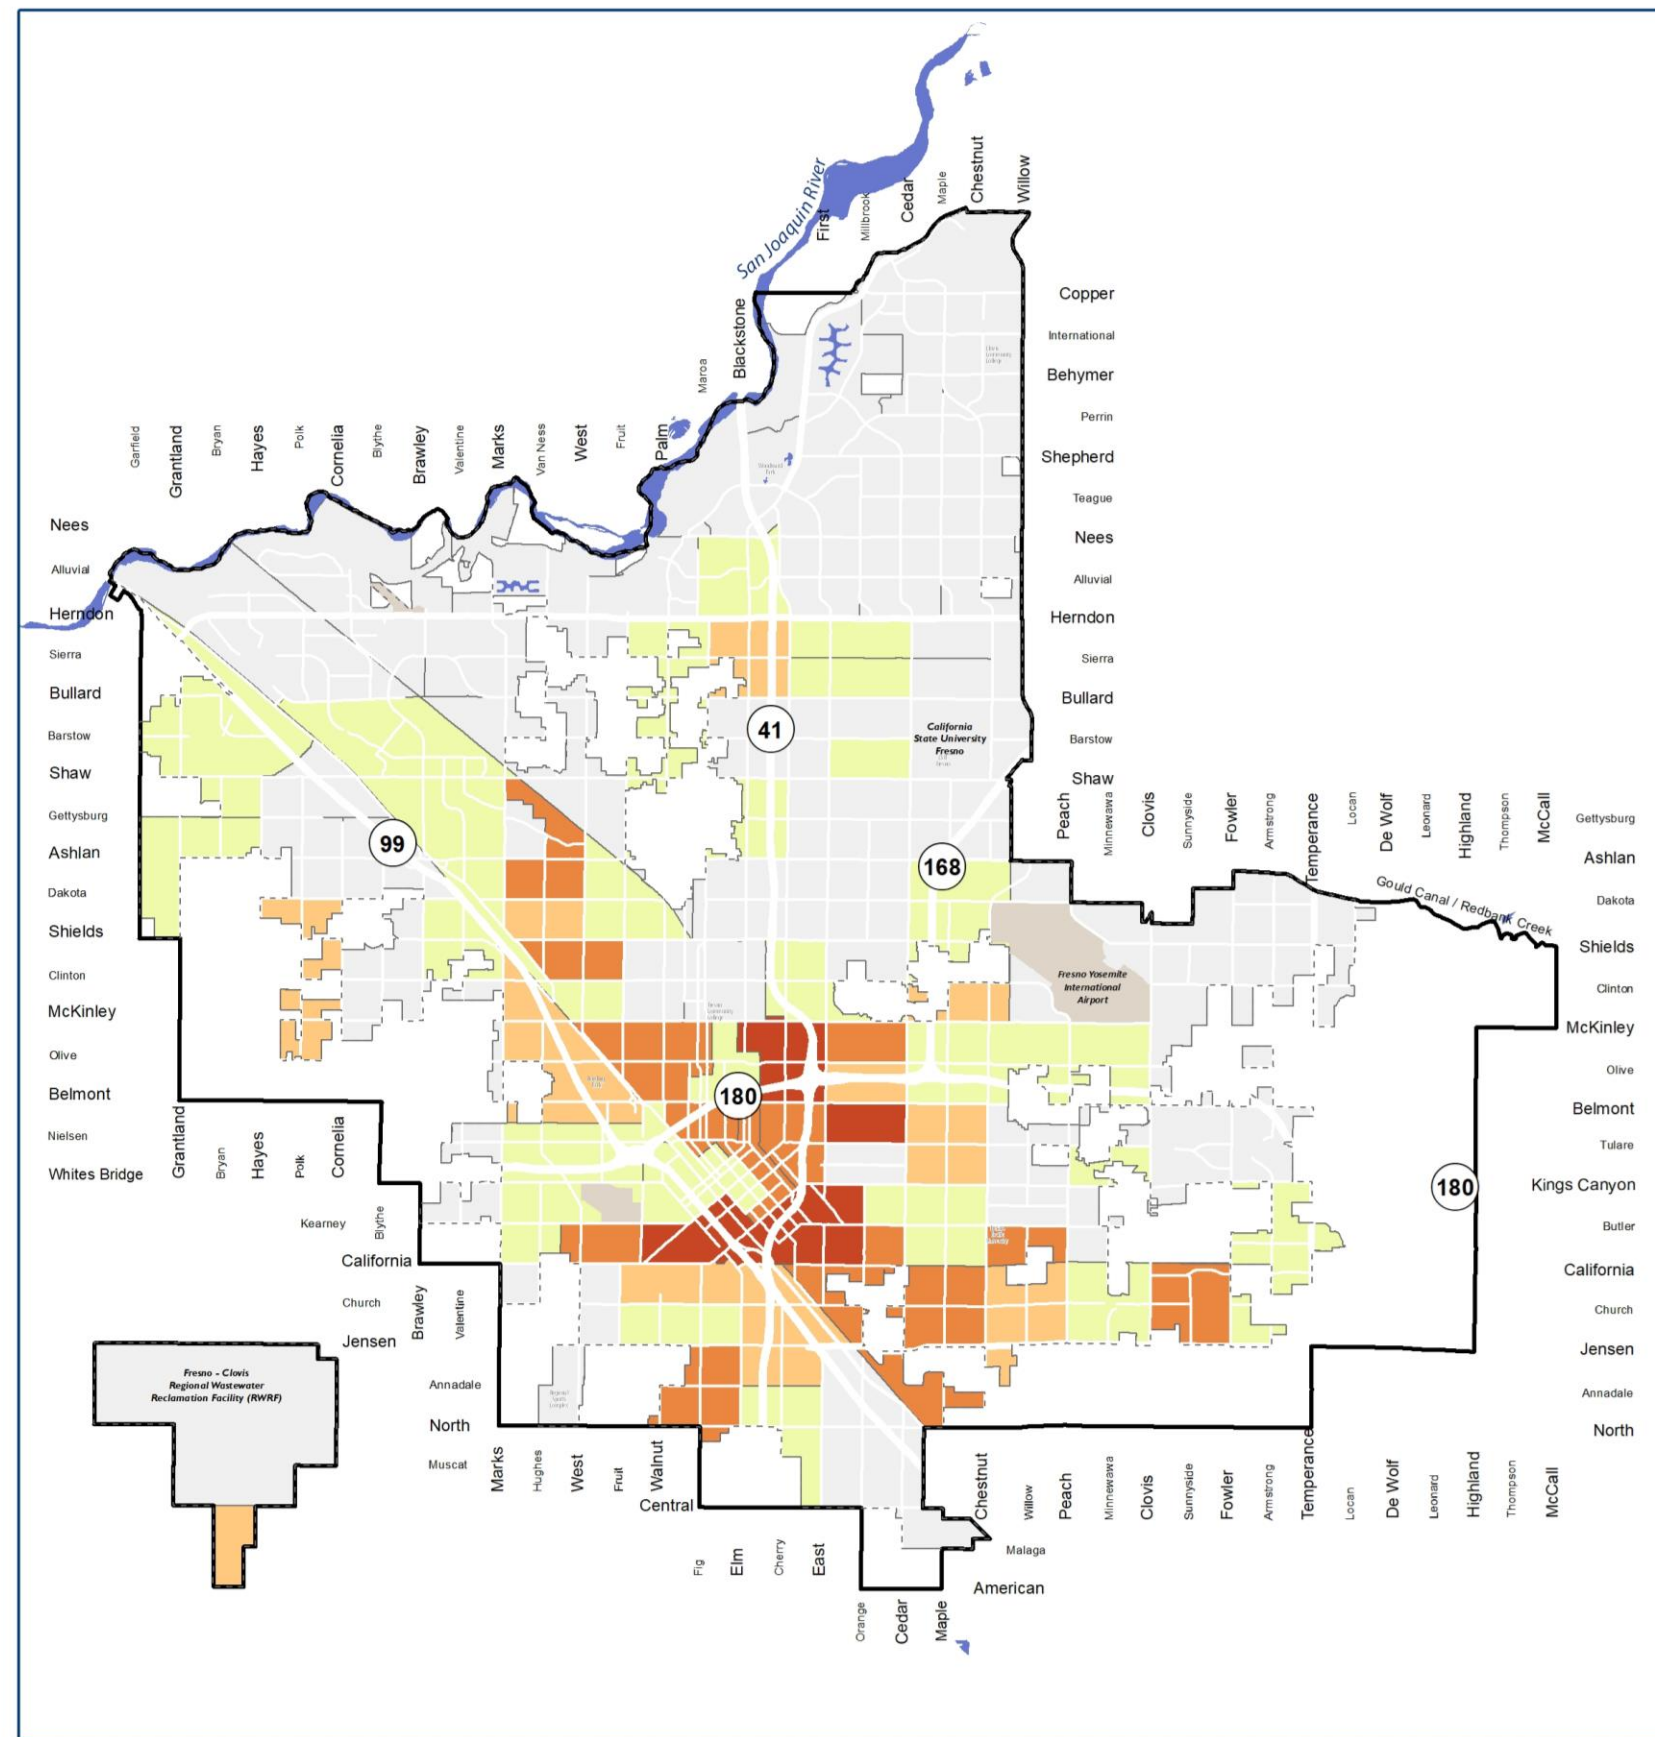 San Joaquin River
First
Millbrook
Cedar
Maple
Chestnut
Willow
Copper
International
Behymer
Perrin
Shepherd
Teague
Nees
Alluvial
Herndon
Sierra
Bullard
Barstow
Shaw
Maroa
Blackstone
Garfield
Grantland
Bryan
Hayes
Polk
Cornelia
Blythe
Brawley
Valentine
Marks
Van Ness
West
Fruit
Palm
Nees
Alluvial
Herndon
Sierra
Bullard
Barstow
Shaw
Gettysburg
Ashlan
Dakota
Shields
Clinton
McKinley
Olive
Belmont
Nielsen
Whites Bridge
41
California
State University
Fresno
99
168
180
180
Peach
Minnewawa
Clovis
Sunnyside
Fowler
Armstrong
Temperance
Locan
De Wolf
Leonard
Highland
Thompson
McCall
Gould Canal / Redbank Creek
Fresno Yosemite
International
Airport
Gettysburg
Ashlan
Dakota
Shields
Clinton
McKinley
Olive
Belmont
Tulare
Kings Canyon
Butler
California
Church
Jensen
Annadale
North
Grantland
Bryan
Hayes
Polk
Cornelia
Kearney
Blythe
California
Church
Brawley
Valentine
Jensen
Annadale
North
Muscat
Fresno - Clovis
Regional Wastewater
Reclamation Facility (RWRF)
Marks
Hughes
West
Fruit
Walnut
Central
Fig
Elm
Cherry
East
Orange
Cedar
Maple
Chestnut
Willow
Peach
Minnewawa
Clovis
Sunnyside
Fowler
Armstrong
Temperance
Locan
De Wolf
Leonard
Highland
Thompson
McCall
Malaga
American